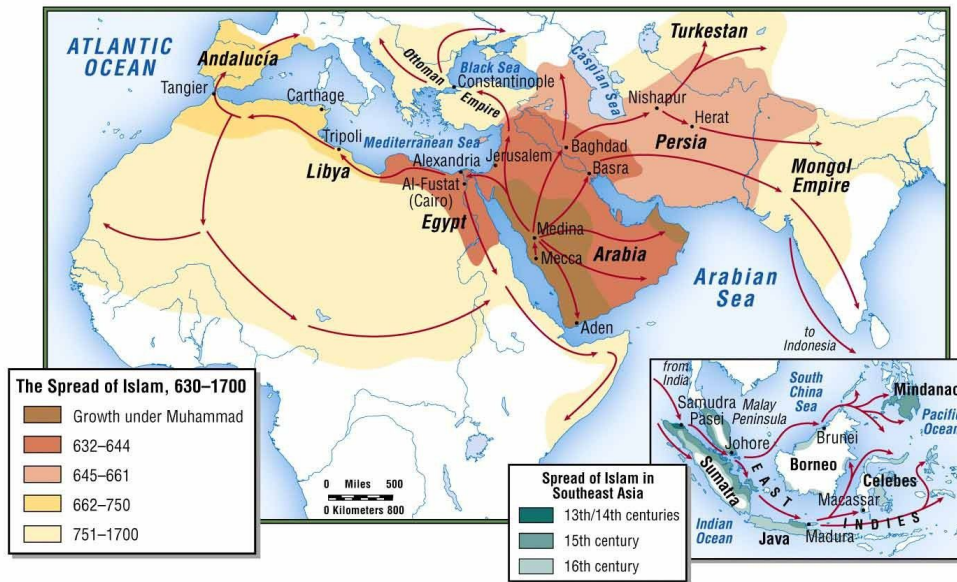 ATLANTIC
OCEAN
Andalucía
Tangier
Carthage
Tripoli
Libya
Mediterranean Sea
Alexandria
Al-Fustat
(Cairo)
Egypt
Jerusalem
Ottoman
Empire
Black Sea
Constantinople
Caspian Sea
Turkestan
Nishapur
Herat
Persia
Baghdad
Basra
Mongol
Empire
Medina
Mecca
Arabia
Aden
Arabian
Sea
to
Indonesia
The Spread of Islam, 630–1700
Growth under Muhammad
632–644
645–661
662–750
751–1700
0 Miles 500
0 Kilometers 800
Spread of Islam in
Southeast Asia
13th/14th centuries
15th century
16th century
from
India
Samudra
Pasei
Malay
Peninsula
South
China
Sea
Mindanao
Pacific
Ocean
Johore
Brunei
Borneo
Sumatra
Celebes
Macassar
EAST
INDIES
Indian
Ocean
Java
Madura